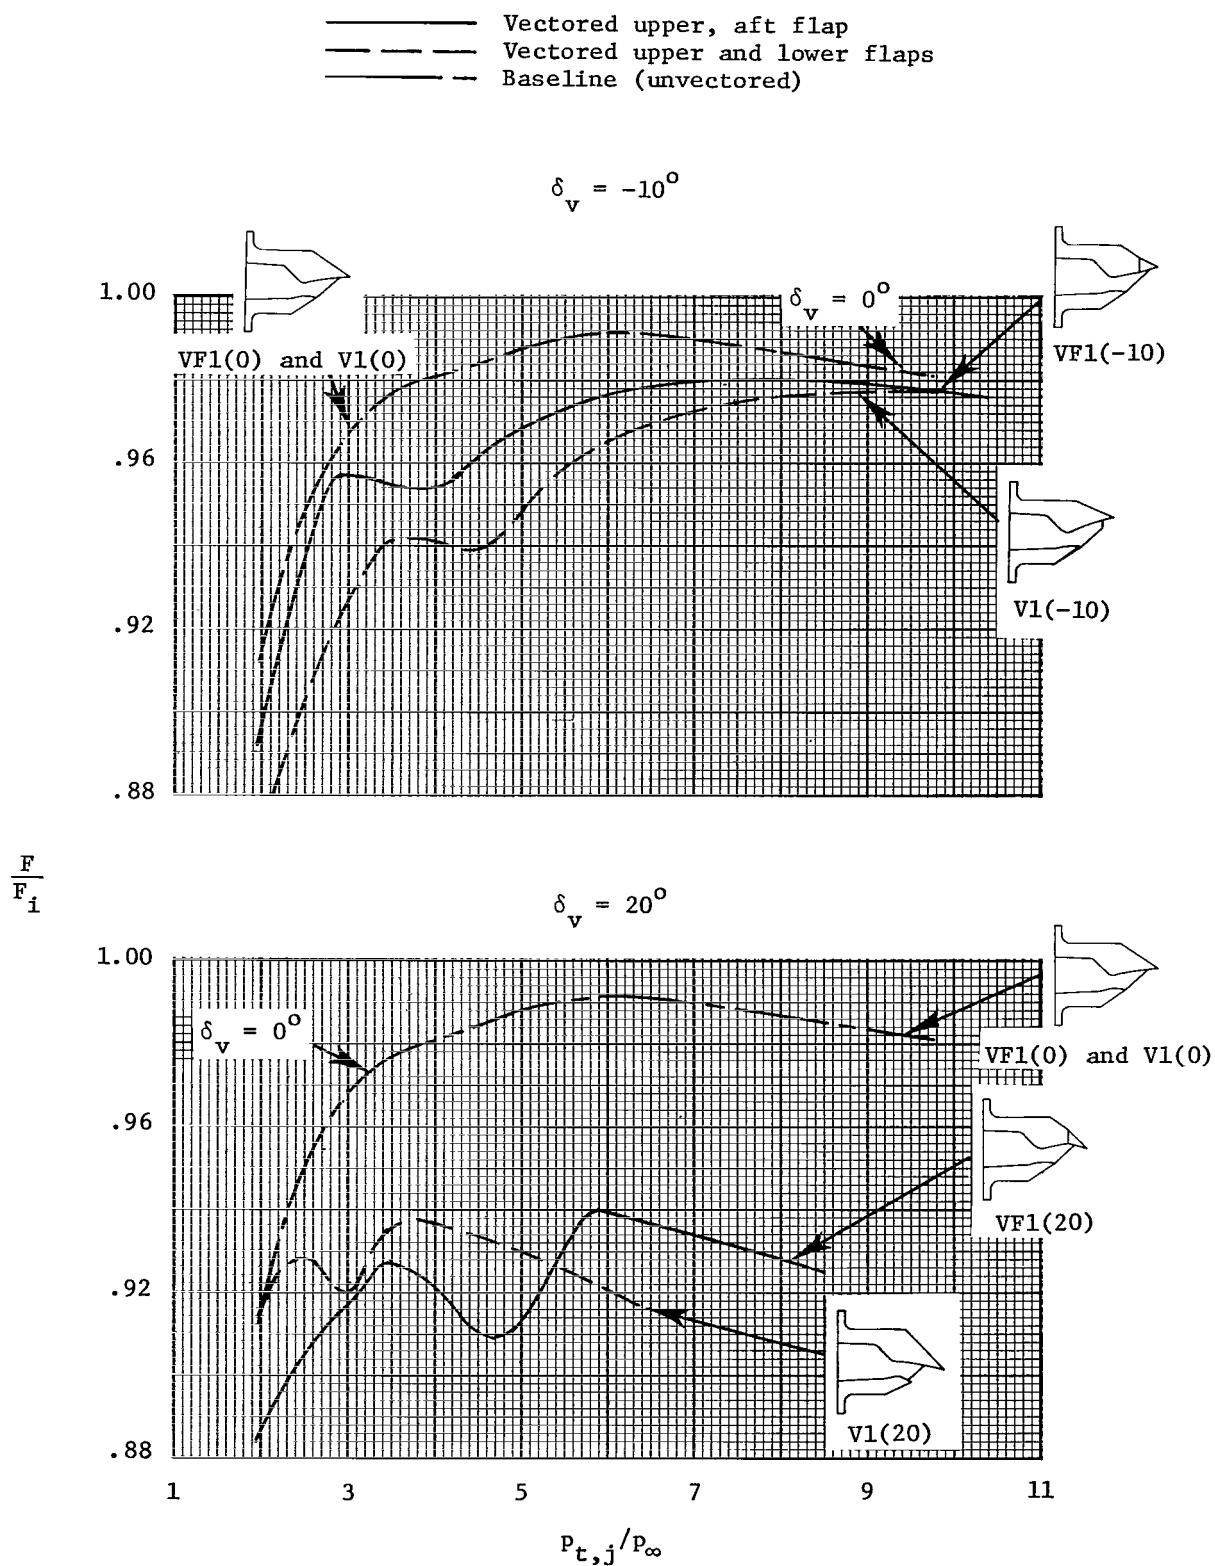 Vectored upper, aft flap
Vectored upper and lower flaps
Baseline (unvectored)
δv = -10°
1.00
VF1(0) and V1(0)
δv = 0°
VF1(-10)
.96
V1(-10)
.92
.88
F
Fi
δv = 20°
1.00
δv = 0°
VF1(0) and V1(0)
.96
VF1(20)
.92
V1(20)
.88
1 3 5 7 9 11
pt,j/p∞